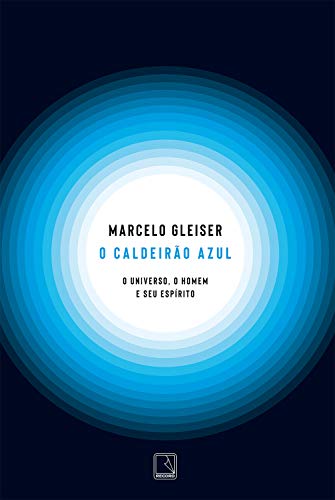 MARCELO GLEISER
O CALDEIRÃO AZUL
O UNIVERSO, O HOMEM
E SEU ESPÍRITO
RECORD